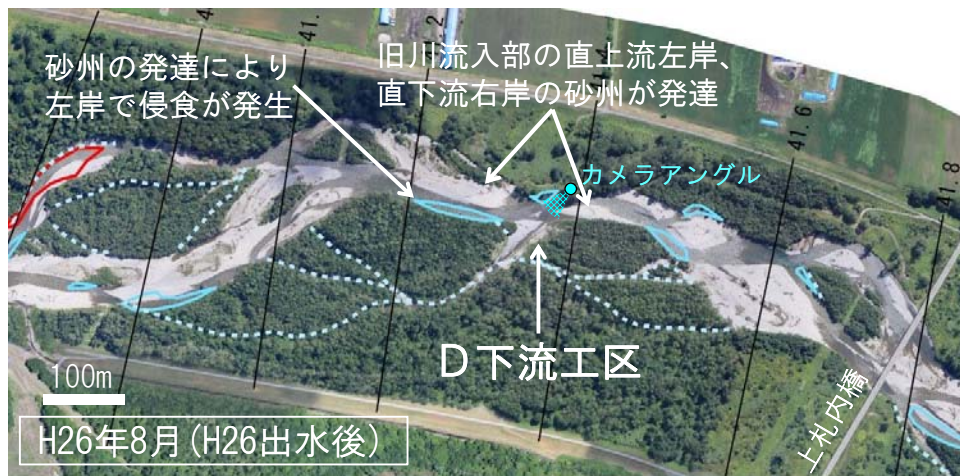 砂州の発達により
左岸で侵食が発生
旧川流入部の直上流左岸、
直下流右岸の砂州が発達
カメラアングル
41.6
41.8
D下流工区
100m
上札内橋
H26年8月(H26出水後)